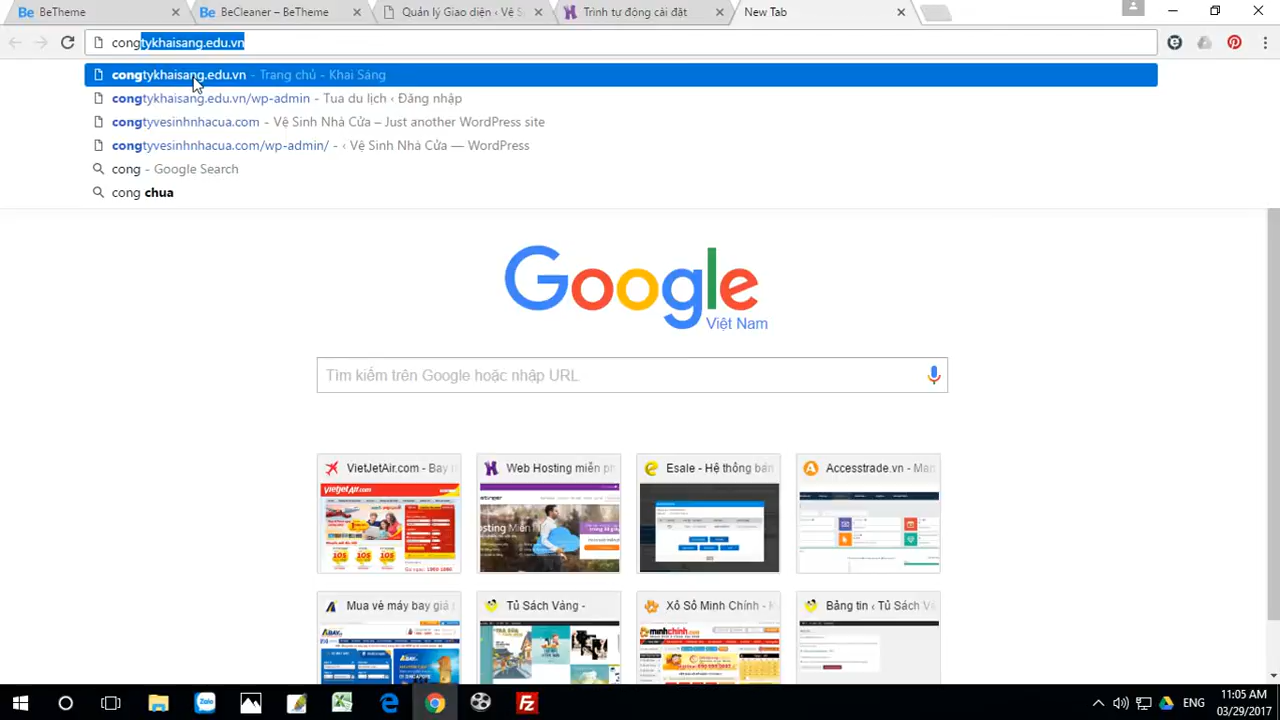 BeTheme
BeCleaner – BeTheme
Quản lý Giao diện ‹ Vệ S
Trình tự động cài đặt
New Tab
congtykhaisang.edu.vn
congtykhaisang.edu.vn - Trang chủ - Khai Sáng
congtykhaisang.edu.vn/wp-admin - Tua du lịch ‹ Đăng nhập
congtyvesinhnhacua.com - Vệ Sinh Nhà Cửa – Just another WordPress site
congtyvesinhnhacua.com/wp-admin/ - ‹ Vệ Sinh Nhà Cửa — WordPress
cong - Google Search
cong chua
Google
Việt Nam
Tìm kiếm trên Google hoặc nhập URL
VietJetAir.com - Bay
Web Hosting miễn ph
Esale - Hệ thống bán
Accesstrade.vn - Man
Mua vé máy bay giá
Tủ Sách Vàng -
Xổ Số Minh Chính -
Bảng tin ‹ Tủ Sách V
Zalo
ENG
11:05 AM
03/29/2017